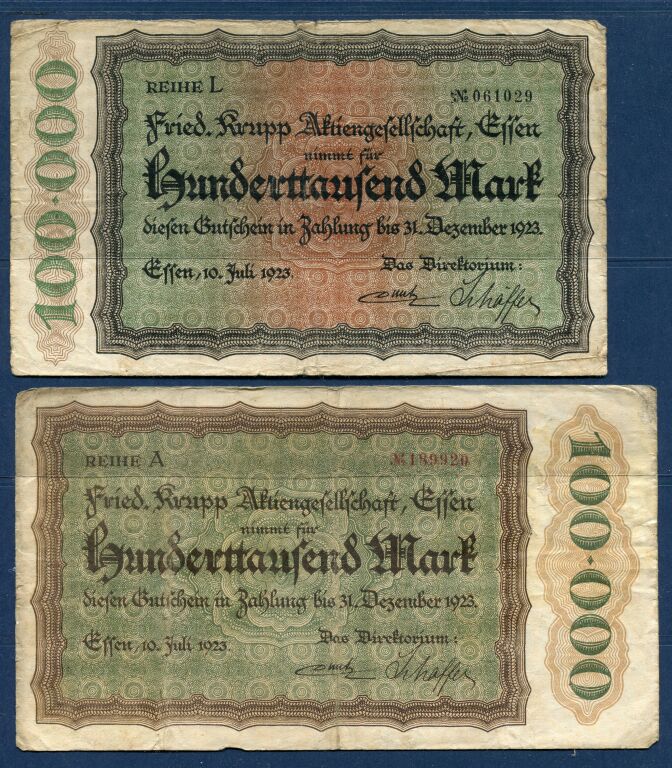 100·000
REIHE L
№ 061029
Fried. Krupp Aktiengesellschaft, Essen
nimmt für
Hunderttausend Mark
diesen Gutschein in Zahlung bis 31. Dezember 1923.
Essen, 10. Juli 1923.
Das Direktorium:
Schäffer
REIHE A
№ 189920
Fried. Krupp Aktiengesellschaft, Essen
nimmt für
Hunderttausend Mark
diesen Gutschein in Zahlung bis 31. Dezember 1923.
Essen, 10. Juli 1923.
Das Direktorium:
Schäffer
100·000